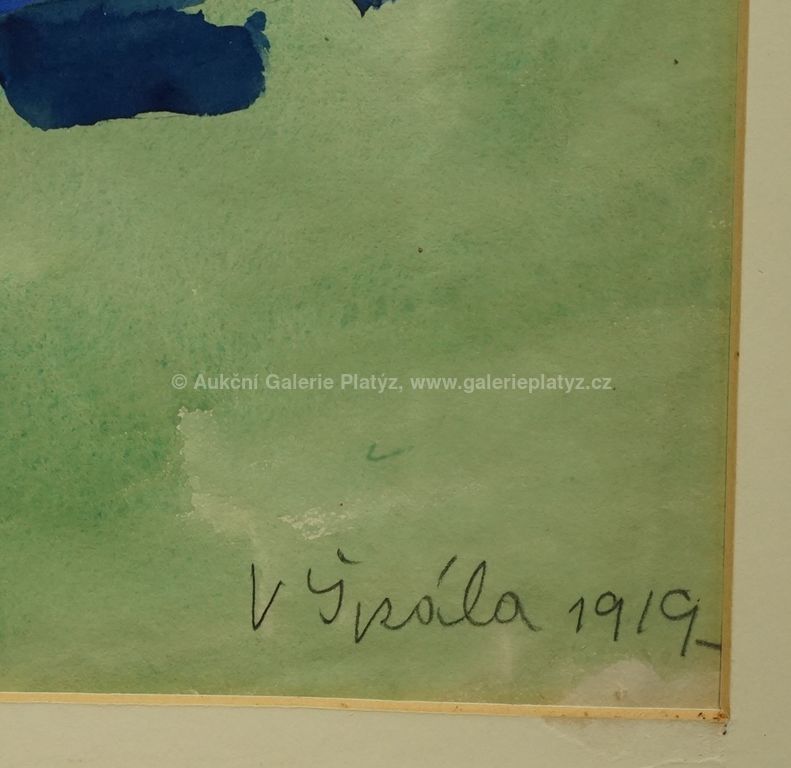 © Aukční Galerie Platýz, www.galerieplatyz.cz
V Špála 1919